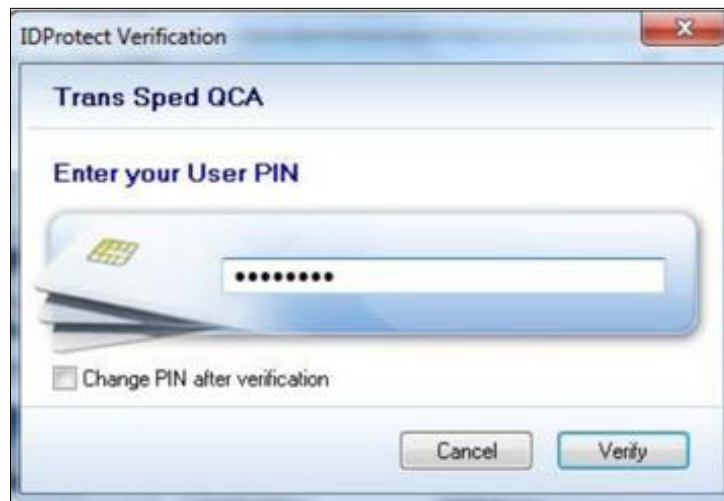 IDProtect Verification
Trans Sped QCA
Enter your User PIN
••••••••
Change PIN after verification
Cancel
Verify